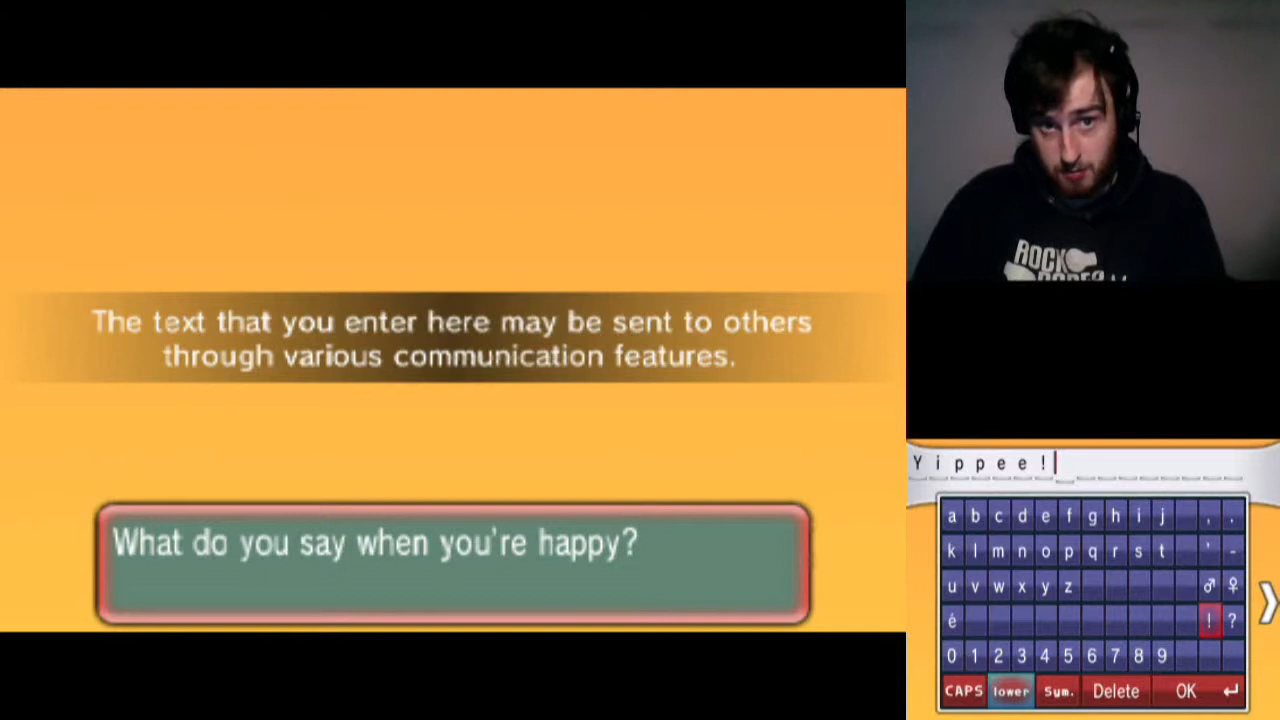 The text that you enter here may be sent to others
through various communication features.
What do you say when you're happy?
ROCK
Yippee!
a b c d e f g h i j , .
k l m n o p q r s t ' -
u v w x y z ♂ ♀
é ! ?
0 1 2 3 4 5 6 7 8 9
CAPS lower Sym. Delete OK